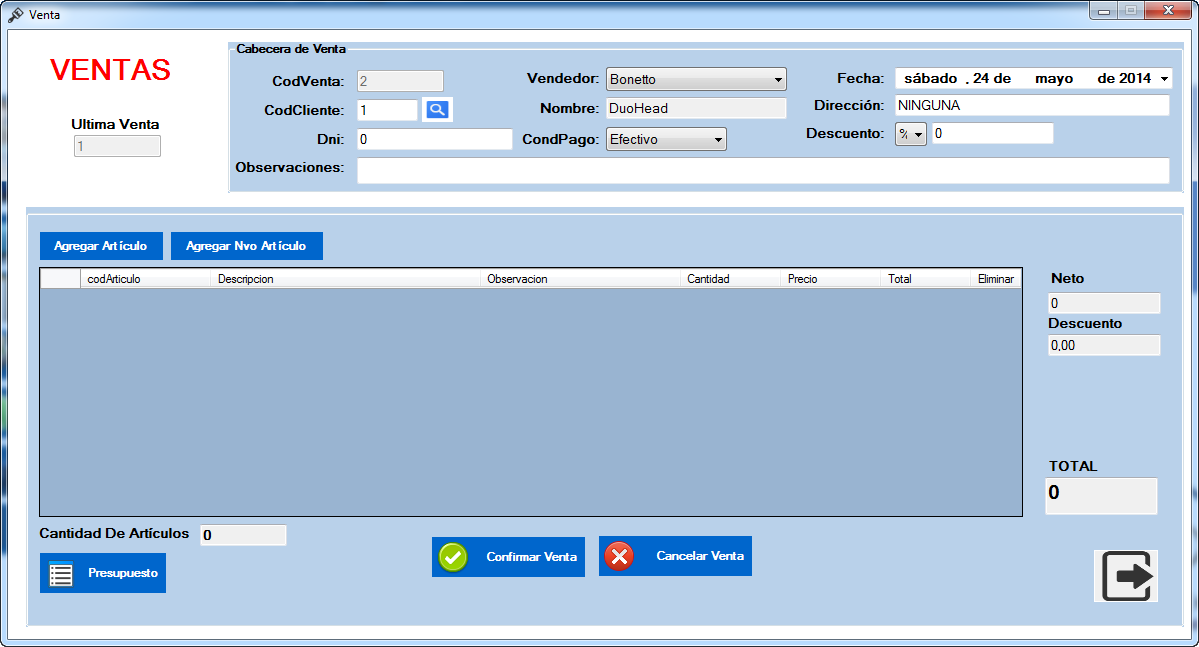 Venta
VENTAS
Ultima Venta
1
Cabecera de Venta
CodVenta: 2
Vendedor: Bonetto
Fecha: sábado , 24 de mayo de 2014
CodCliente: 1
Nombre: DuoHead
Dirección: NINGUNA
Dni: 0
CondPago: Efectivo
Descuento: % 0
Observaciones:
Agregar Artículo
Agregar Nvo Artículo
codArticulo Descripcion Observacion Cantidad Precio Total Eliminar
Neto
0
Descuento
0,00
TOTAL
0
Cantidad De Artículos 0
Presupuesto
Confirmar Venta
Cancelar Venta